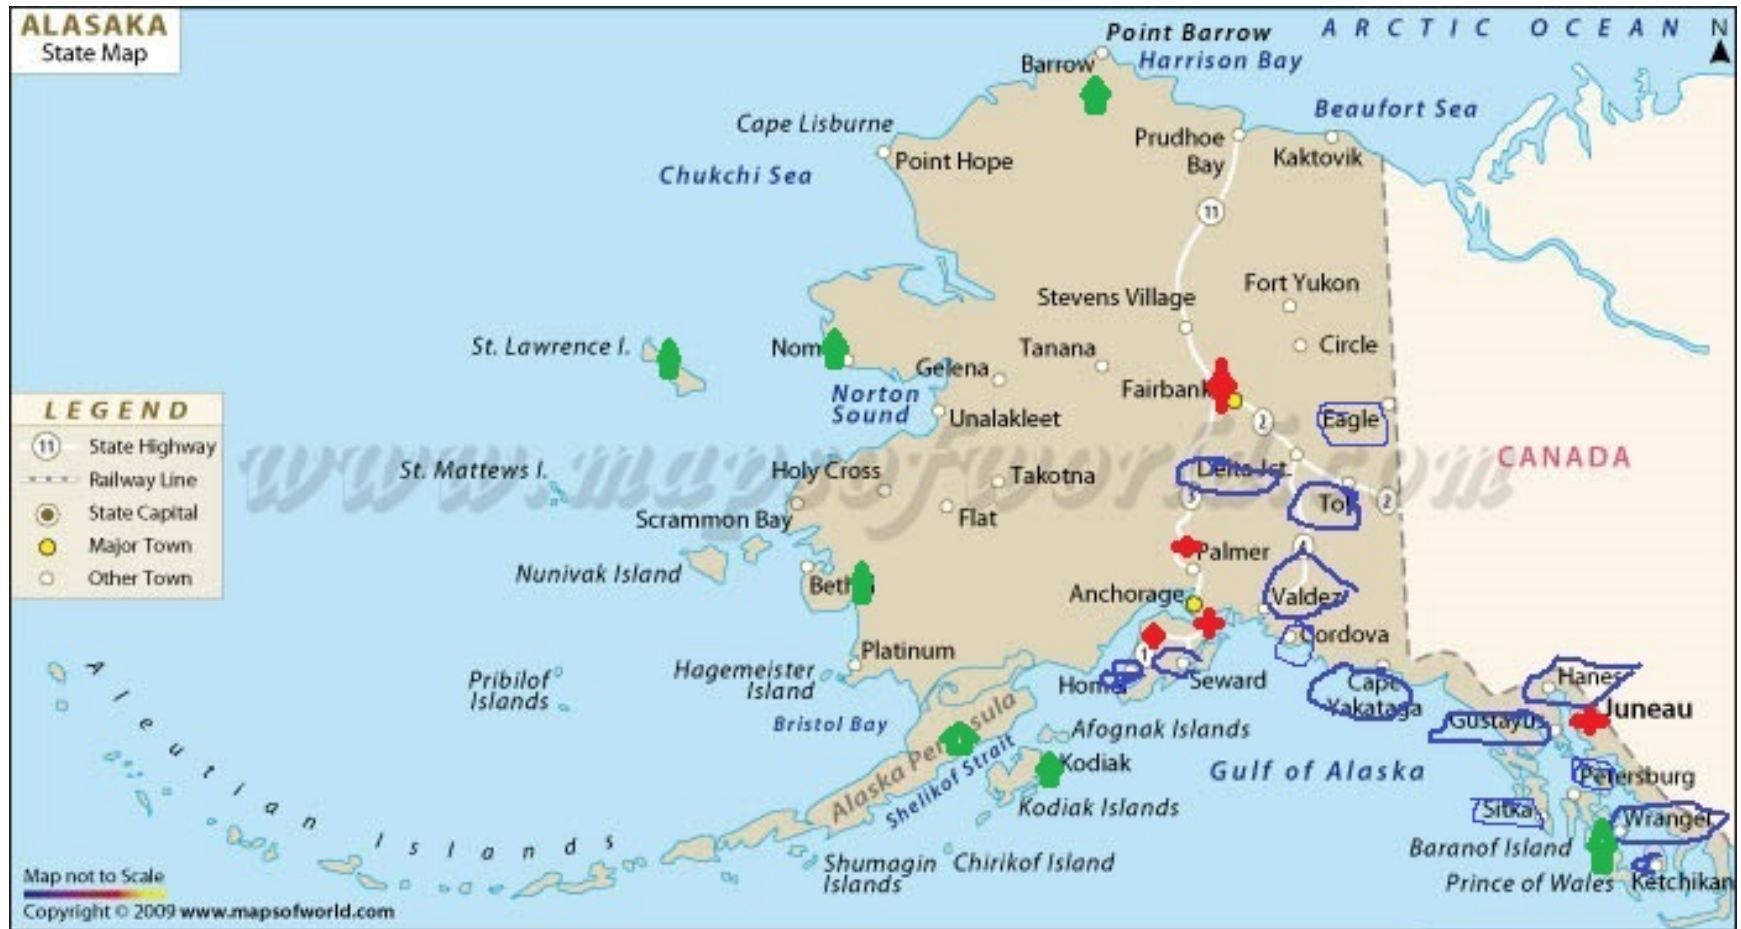 ALASAKA
State Map
Point Barrow
ARCTIC OCEAN
N
Barrow
Harrison Bay
Beaufort Sea
Cape Lisburne
Prudhoe
Bay
Kaktovik
Point Hope
Chukchi Sea
11
Fort Yukon
Stevens Village
St. Lawrence I.
Nom
Tanana
Circle
Gelena
Fairbank
Norton
Sound
LEGEND
11 State Highway
Railway Line
State Capital
Major Town
Other Town
Unalakleet
2
Eagle
www.mapsofworld.com
CANADA
St. Mattews I.
Holy Cross
Takotna
Delta Jct.
3
Tok
2
Scrammon Bay
Flat
4
Palmer
Nunivak Island
Beth
Anchorage
Valdez
Cordova
Platinum
1
Hagemeister
Island
Pribilof
Islands
Homer
Seward
Cape
Yakataga
Hanes
Juneau
Gustayus
Bristol Bay
Alaska Peninsula
Shelikof Strait
Afognak Islands
Kodiak
Gulf of Alaska
Petersburg
Kodiak Islands
Sitka
Wrangel
Aleutian Islands
Baranof Island
Shumagin
Islands
Chirikof Island
Prince of Wales
Ketchikan
Map not to Scale
Copyright © 2009 www.mapsofworld.com